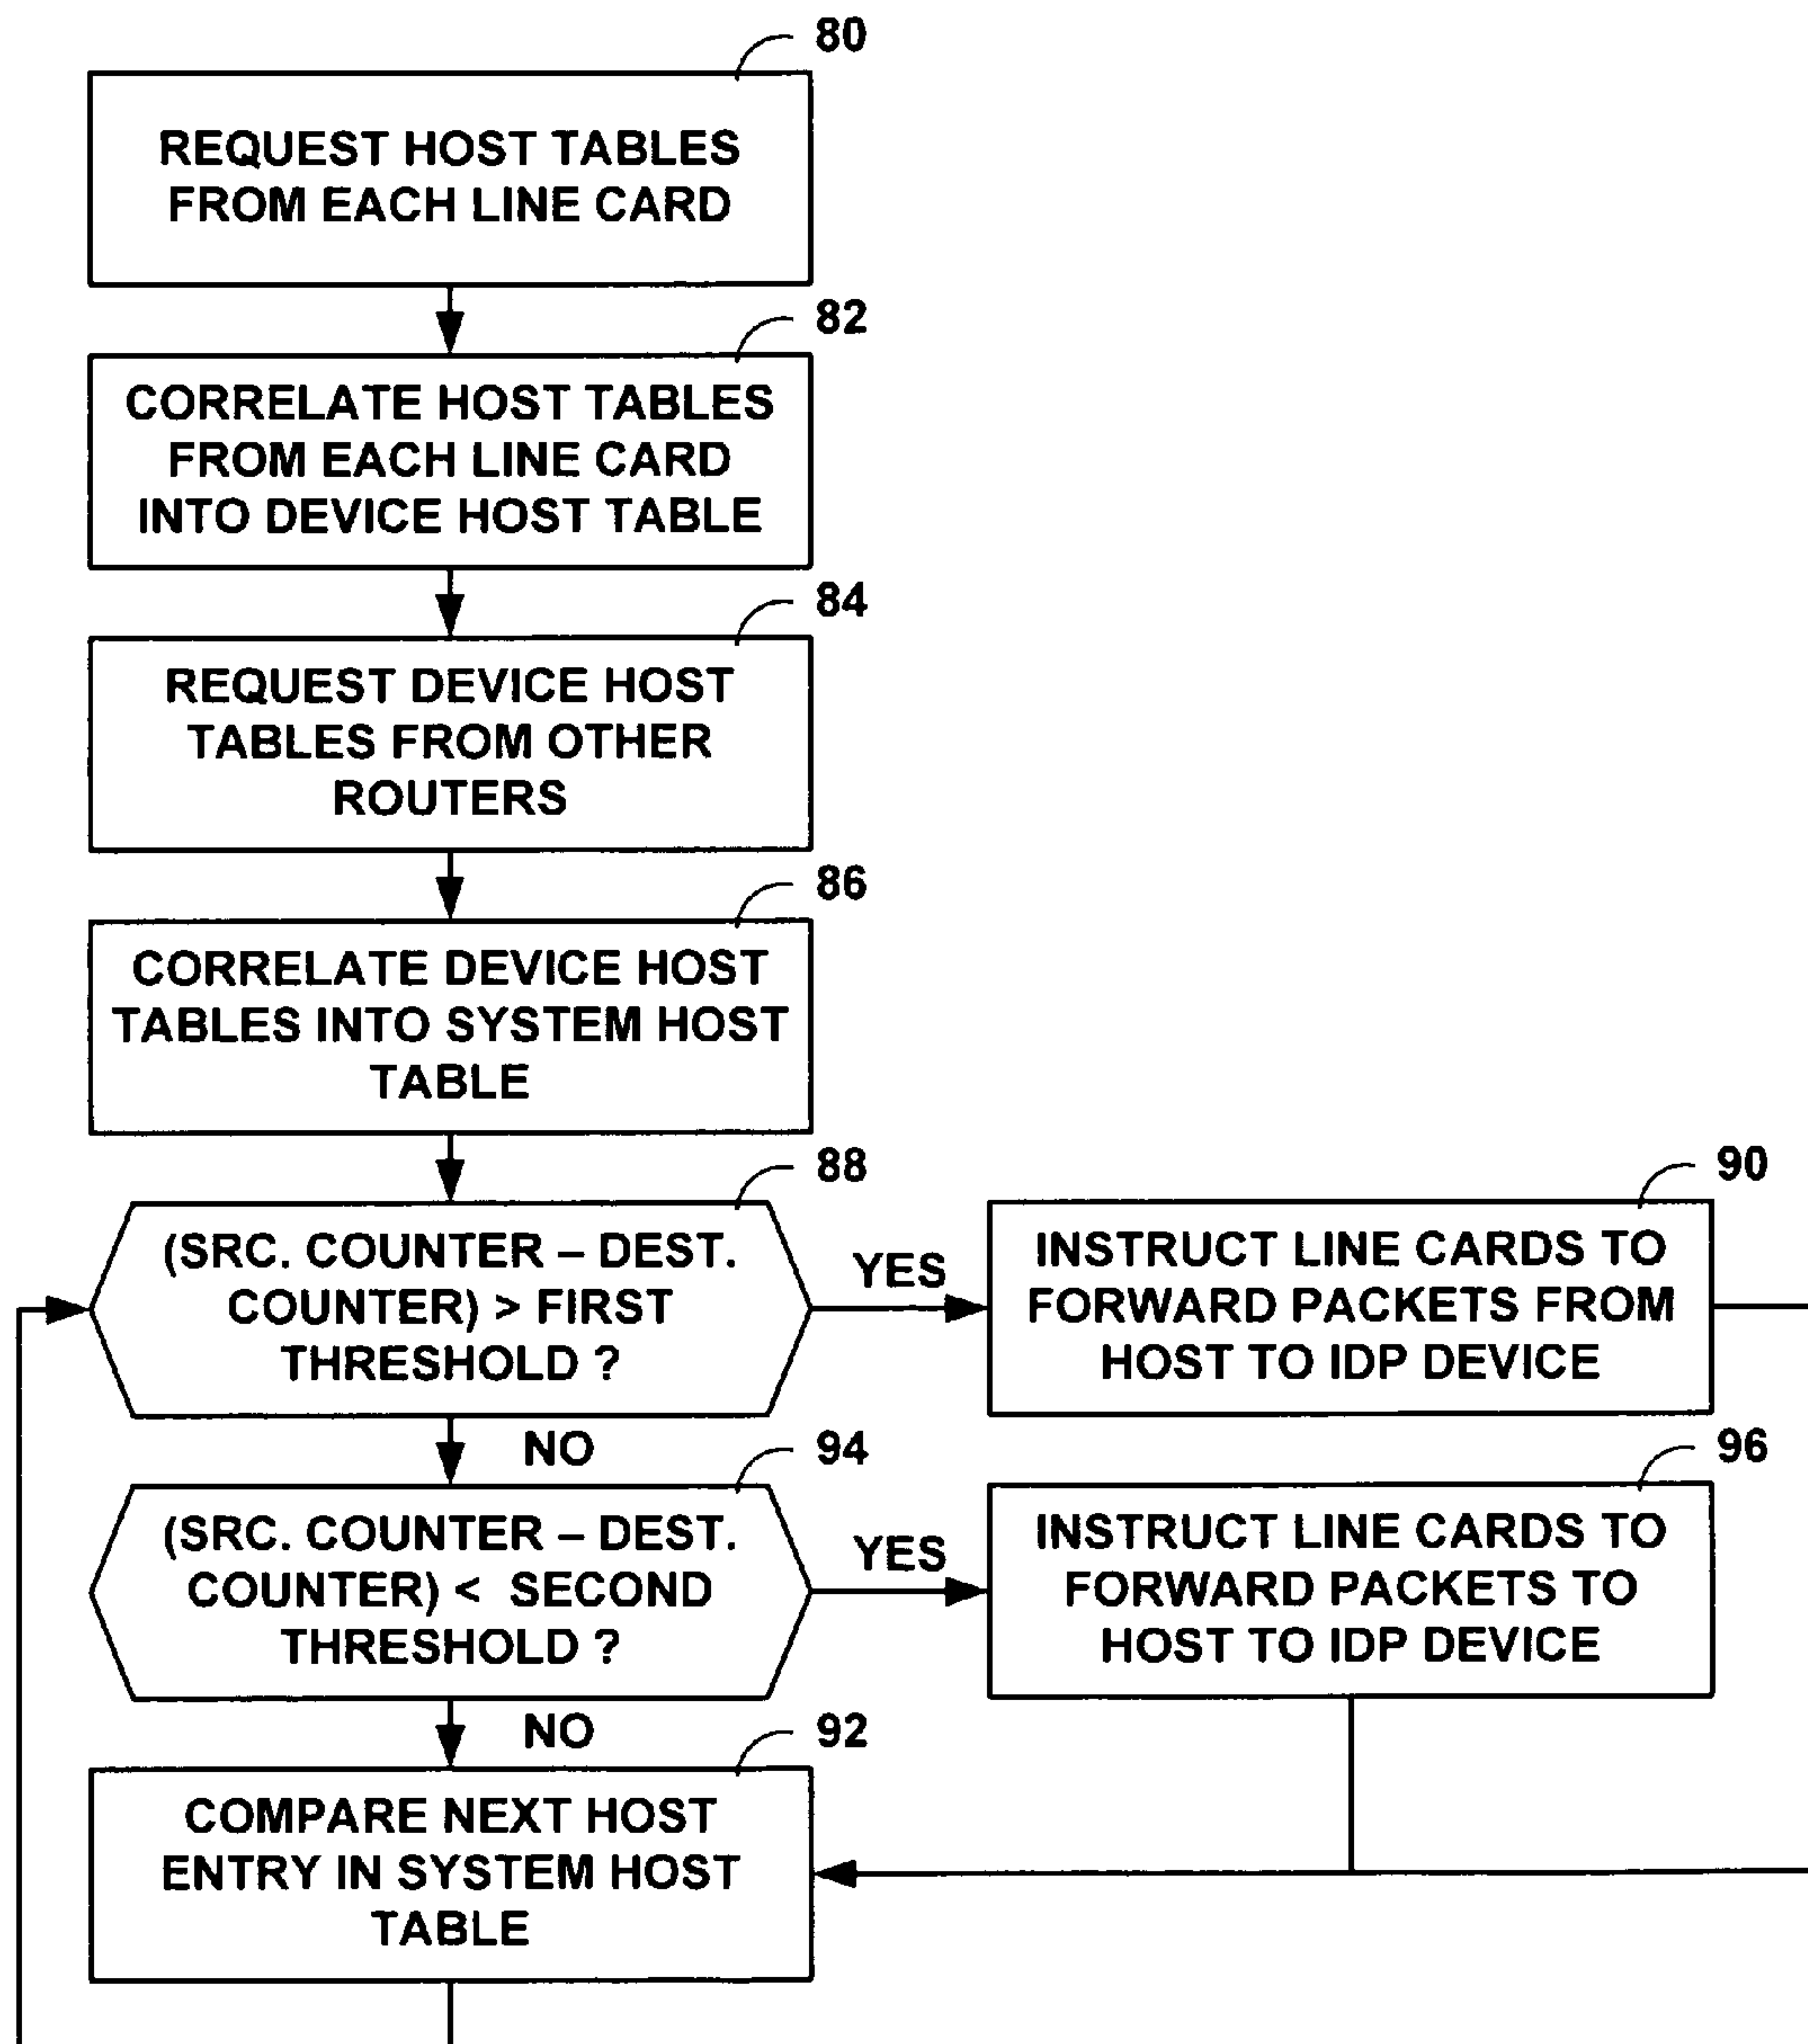 80
REQUEST HOST TABLES
FROM EACH LINE CARD
82
CORRELATE HOST TABLES
FROM EACH LINE CARD
INTO DEVICE HOST TABLE
84
REQUEST DEVICE HOST
TABLES FROM OTHER
ROUTERS
86
CORRELATE DEVICE HOST
TABLES INTO SYSTEM HOST
TABLE
88
(SRC. COUNTER – DEST.
COUNTER) > FIRST
THRESHOLD ?
YES
90
INSTRUCT LINE CARDS TO
FORWARD PACKETS FROM
HOST TO IDP DEVICE
NO
94
(SRC. COUNTER – DEST.
COUNTER) < SECOND
THRESHOLD ?
YES
96
INSTRUCT LINE CARDS TO
FORWARD PACKETS TO
HOST TO IDP DEVICE
NO
92
COMPARE NEXT HOST
ENTRY IN SYSTEM HOST
TABLE